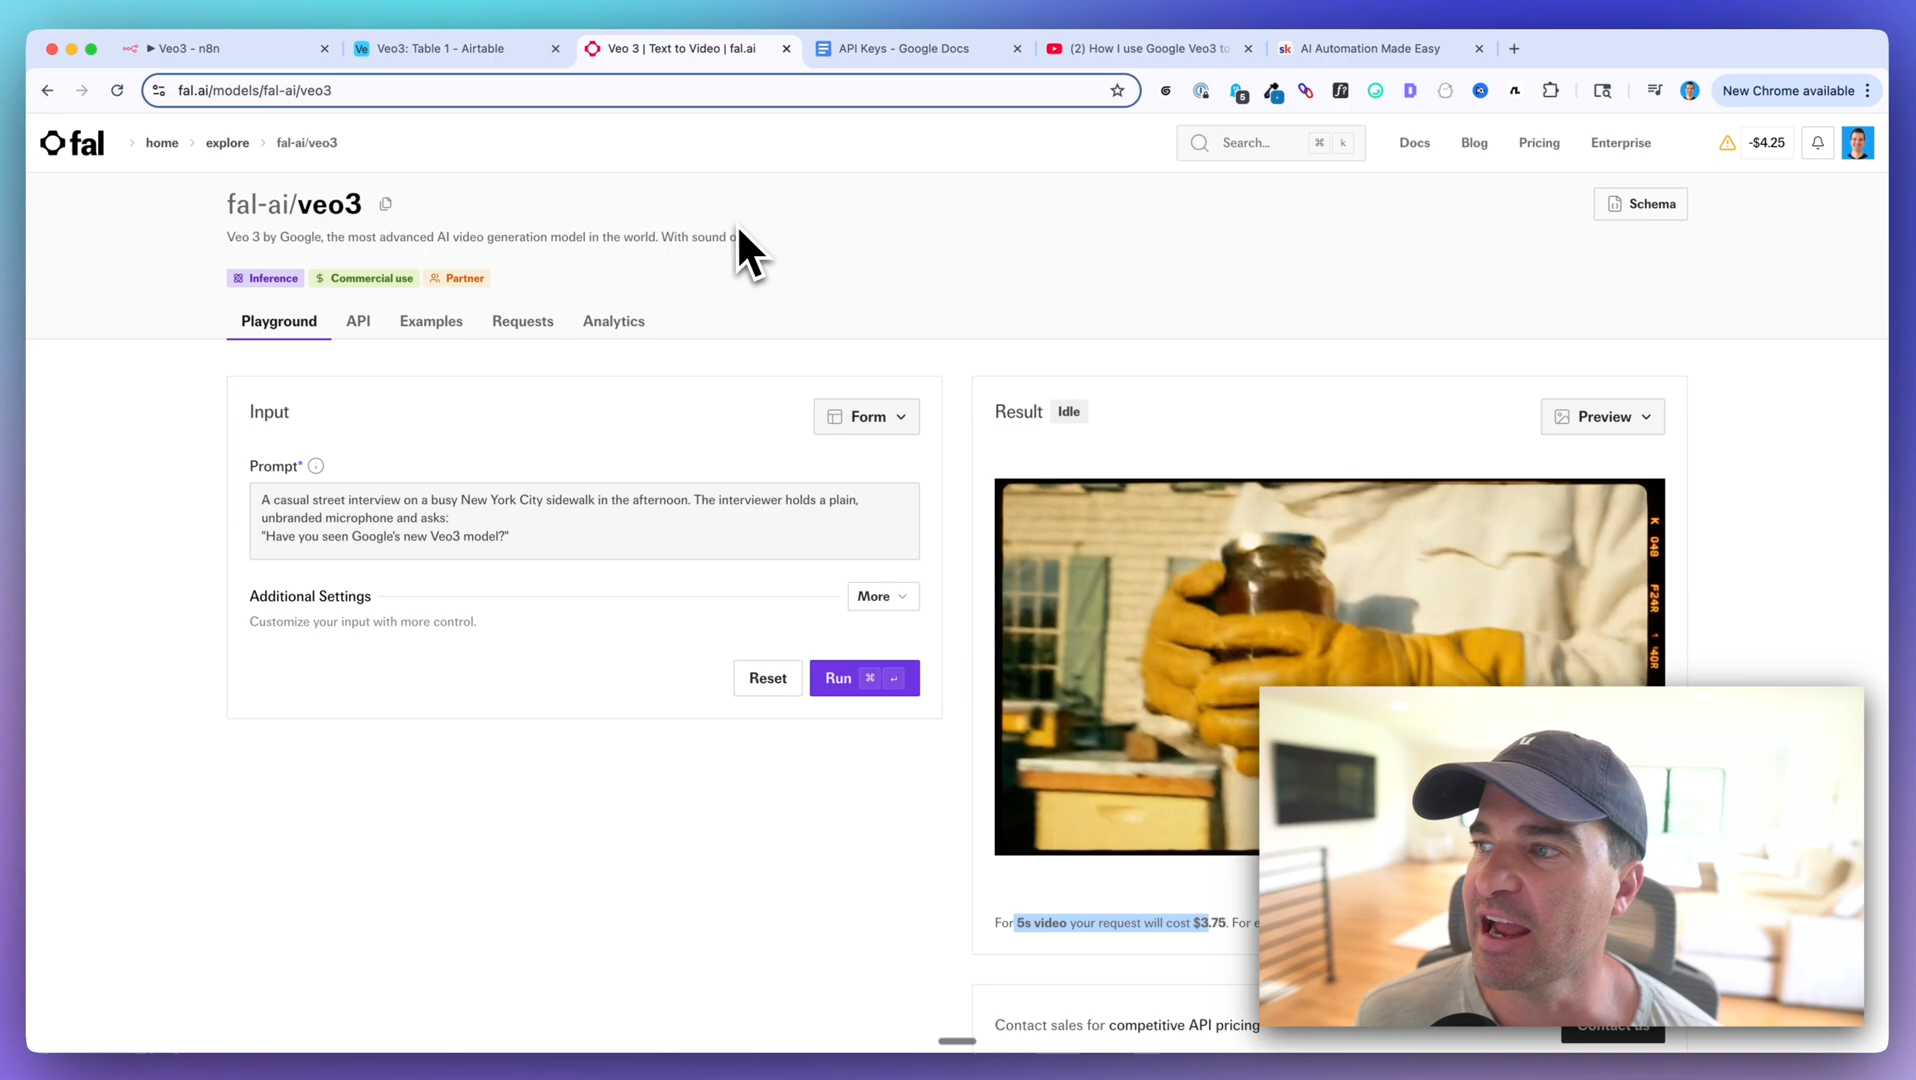 Veo3 - n8n
Veo3: Table 1 - Airtable
Veo 3 | Text to Video | fal.ai
API Keys - Google Docs
(2) How I use Google Veo3 to
sk
AI Automation Made Easy
fal.ai/models/fal-ai/veo3
New Chrome available
fal
home
explore
fal-ai/veo3
Search...
⌘
k
Docs
Blog
Pricing
Enterprise
-$4.25
fal-ai/veo3
Schema
Veo 3 by Google, the most advanced AI video generation model in the world. With sound
Inference
Commercial use
Partner
Playground
API
Examples
Requests
Analytics
Input
Form
Prompt*
A casual street interview on a busy New York City sidewalk in the afternoon. The interviewer holds a plain,
unbranded microphone and asks:
"Have you seen Google's new Veo3 model?"
Additional Settings
More
Customize your input with more control.
Reset
Run ⌘ ↵
Result
Idle
Preview
K 04B F24R ' '40R
For 5s video your request will cost $3.75. For
Contact sales for competitive API pricing
Contact us